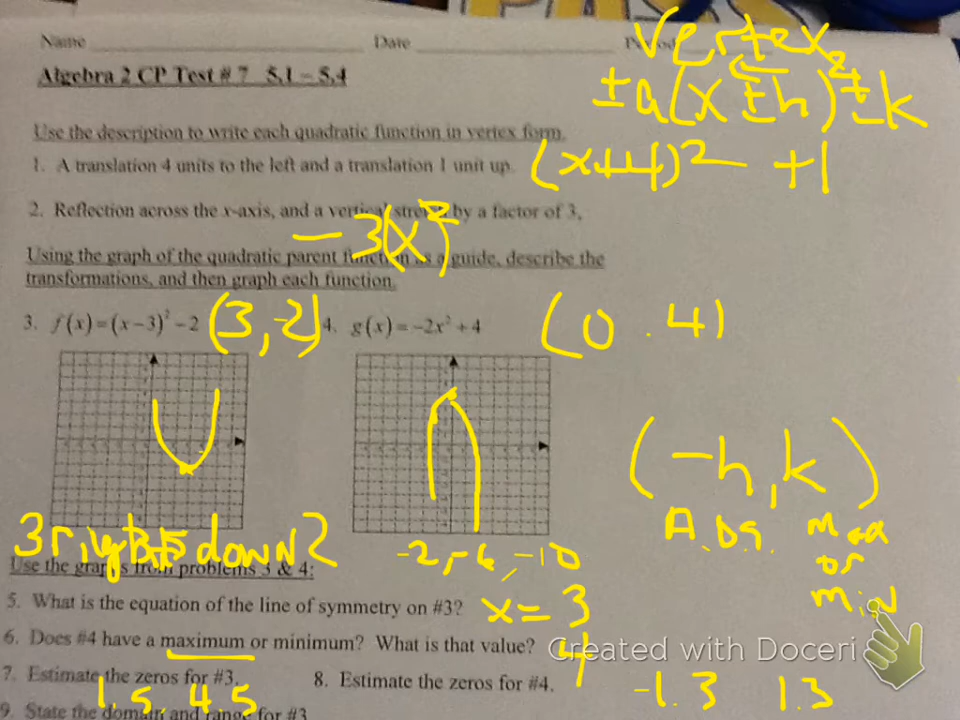 PASS
Name Date Period
vertex
Algebra 2 CP Test # 7 5.1 – 5.4
±a(x±h)²±k
Use the description to write each quadratic function in vertex form.
1. A translation 4 units to the left and a translation 1 unit up. (x+4)² +1
2. Reflection across the x-axis, and a vertical stretch by a factor of 3.
-3(x)²
Using the graph of the quadratic parent function as a guide, describe the
transformations, and then graph each function.
3. f(x)=(x−3)²−2 (3,-2) 4. g(x)=−2x²+4 (0.4)
(-h,k)
A.o.s. max
or
min
3 right down 2
-2, -6, -10
Use the graphs from problems 3 & 4:
5. What is the equation of the line of symmetry on #3? x=3
6. Does #4 have a maximum or minimum? What is that value? 4
Created with Doceri
7. Estimate the zeros for #3. 8. Estimate the zeros for #4. -1.3 1.3
1.5, 4.5
9. State the domain and range for #3